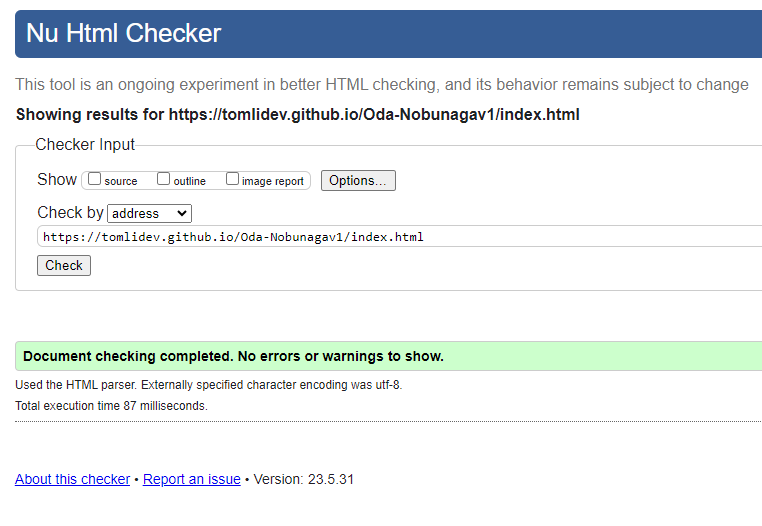 Nu Html Checker
This tool is an ongoing experiment in better HTML checking, and its behavior remains subject to change
Showing results for https://tomlidev.github.io/Oda-Nobunagav1/index.html
Checker Input
Show source outline image report Options...
Check by address
https://tomlidev.github.io/Oda-Nobunagav1/index.html
Check
Document checking completed. No errors or warnings to show.
Used the HTML parser. Externally specified character encoding was utf-8.
Total execution time 87 milliseconds.
About this checker • Report an issue • Version: 23.5.31